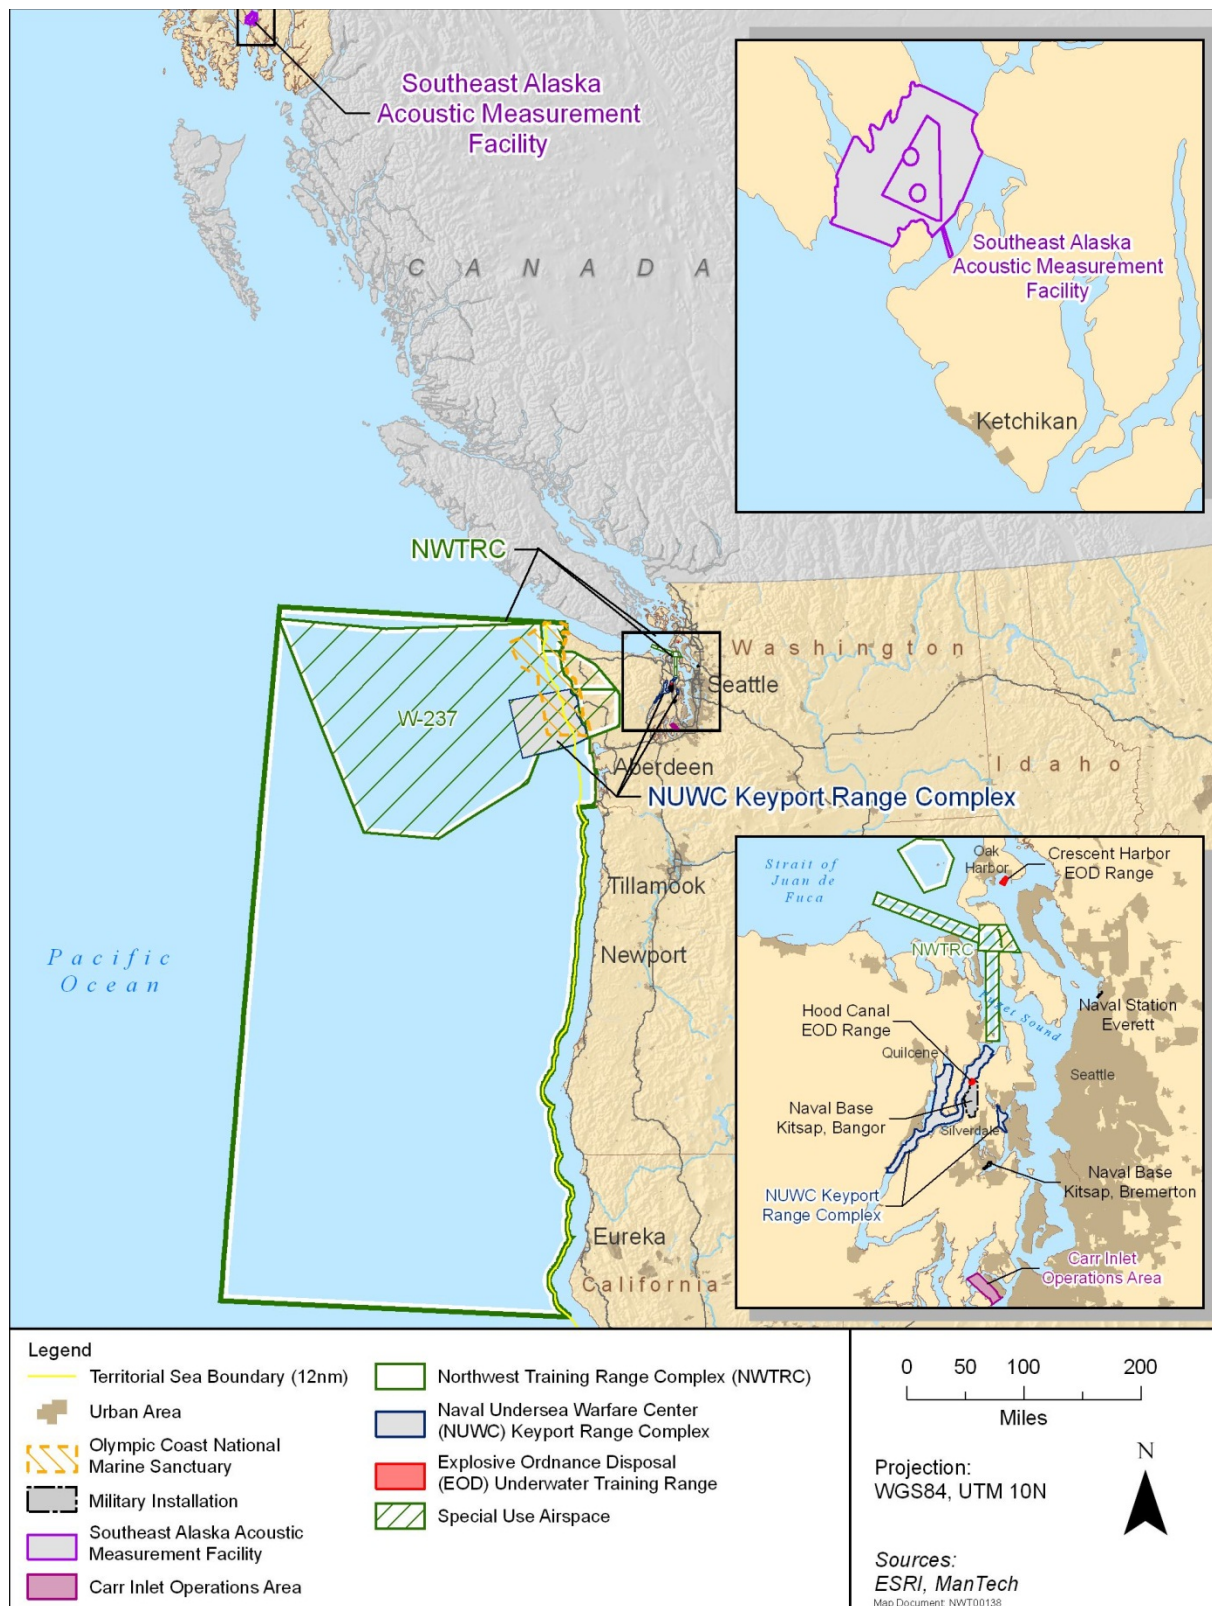 Southeast Alaska
Acoustic Measurement
Facility
C A N A D A
Southeast Alaska
Acoustic Measurement
Facility
Ketchikan
NWTRC
Washington
Seattle
W-237
Idaho
Aberdeen
NUWC Keyport Range Complex
Tillamook
Newport
Pacific
Ocean
Eureka
California
Strait of
Juan de
Fuca
Oak
Harbor
Crescent Harbor
EOD Range
NWTRC
Puget Sound
Naval Station
Everett
Hood Canal
EOD Range
Quilcene
Seattle
Naval Base
Kitsap, Bangor
Silverdale
Naval Base
Kitsap, Bremerton
NUWC Keyport
Range Complex
Carr Inlet
Operations Area
Legend
Territorial Sea Boundary (12nm)
Urban Area
Olympic Coast National
Marine Sanctuary
Military Installation
Southeast Alaska Acoustic
Measurement Facility
Carr Inlet Operations Area
Northwest Training Range Complex (NWTRC)
Naval Undersea Warfare Center
(NUWC) Keyport Range Complex
Explosive Ordnance Disposal
(EOD) Underwater Training Range
Special Use Airspace
0 50 100 200
Miles
N
Projection:
WGS84, UTM 10N
Sources:
ESRI, ManTech
Map Document: NWT00138